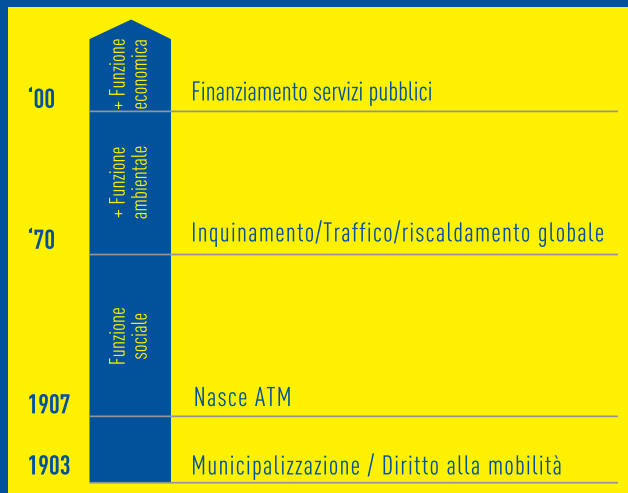 + Funzione
economica
‘00
Finanziamento servizi pubblici
+ Funzione
ambientale
‘70
Inquinamento/Traffico/riscaldamento globale
Funzione
sociale
1907
Nasce ATM
1903
Municipalizzazione / Diritto alla mobilità